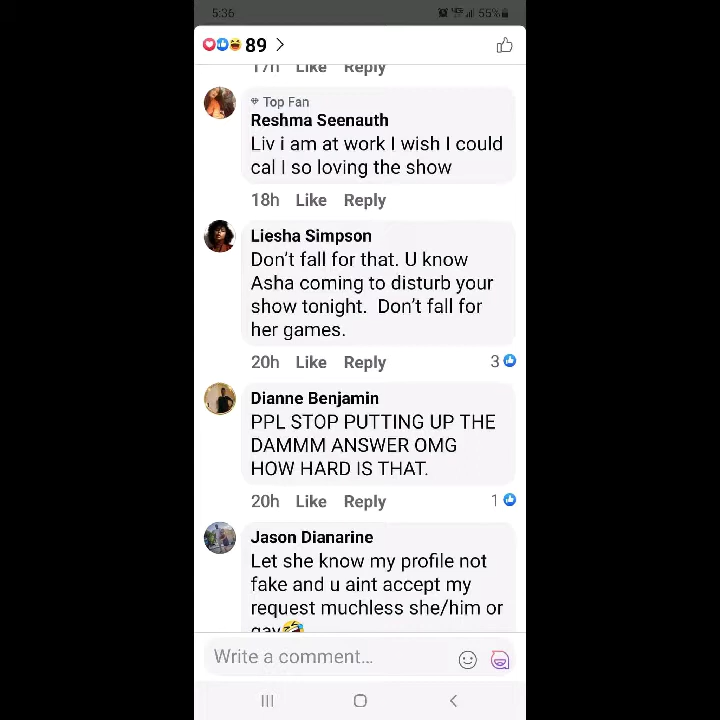 5:36
55%
89
17h Like Reply
Top Fan
Reshma Seenauth
Liv i am at work I wish I could
cal I so loving the show
18h Like Reply
Liesha Simpson
Don't fall for that. U know
Asha coming to disturb your
show tonight. Don't fall for
her games.
20h Like Reply 3
Dianne Benjamin
PPL STOP PUTTING UP THE
DAMMM ANSWER OMG
HOW HARD IS THAT.
20h Like Reply 1
Jason Dianarine
Let she know my profile not
fake and u aint accept my
request muchless she/him or
gay🤣
Write a comment...